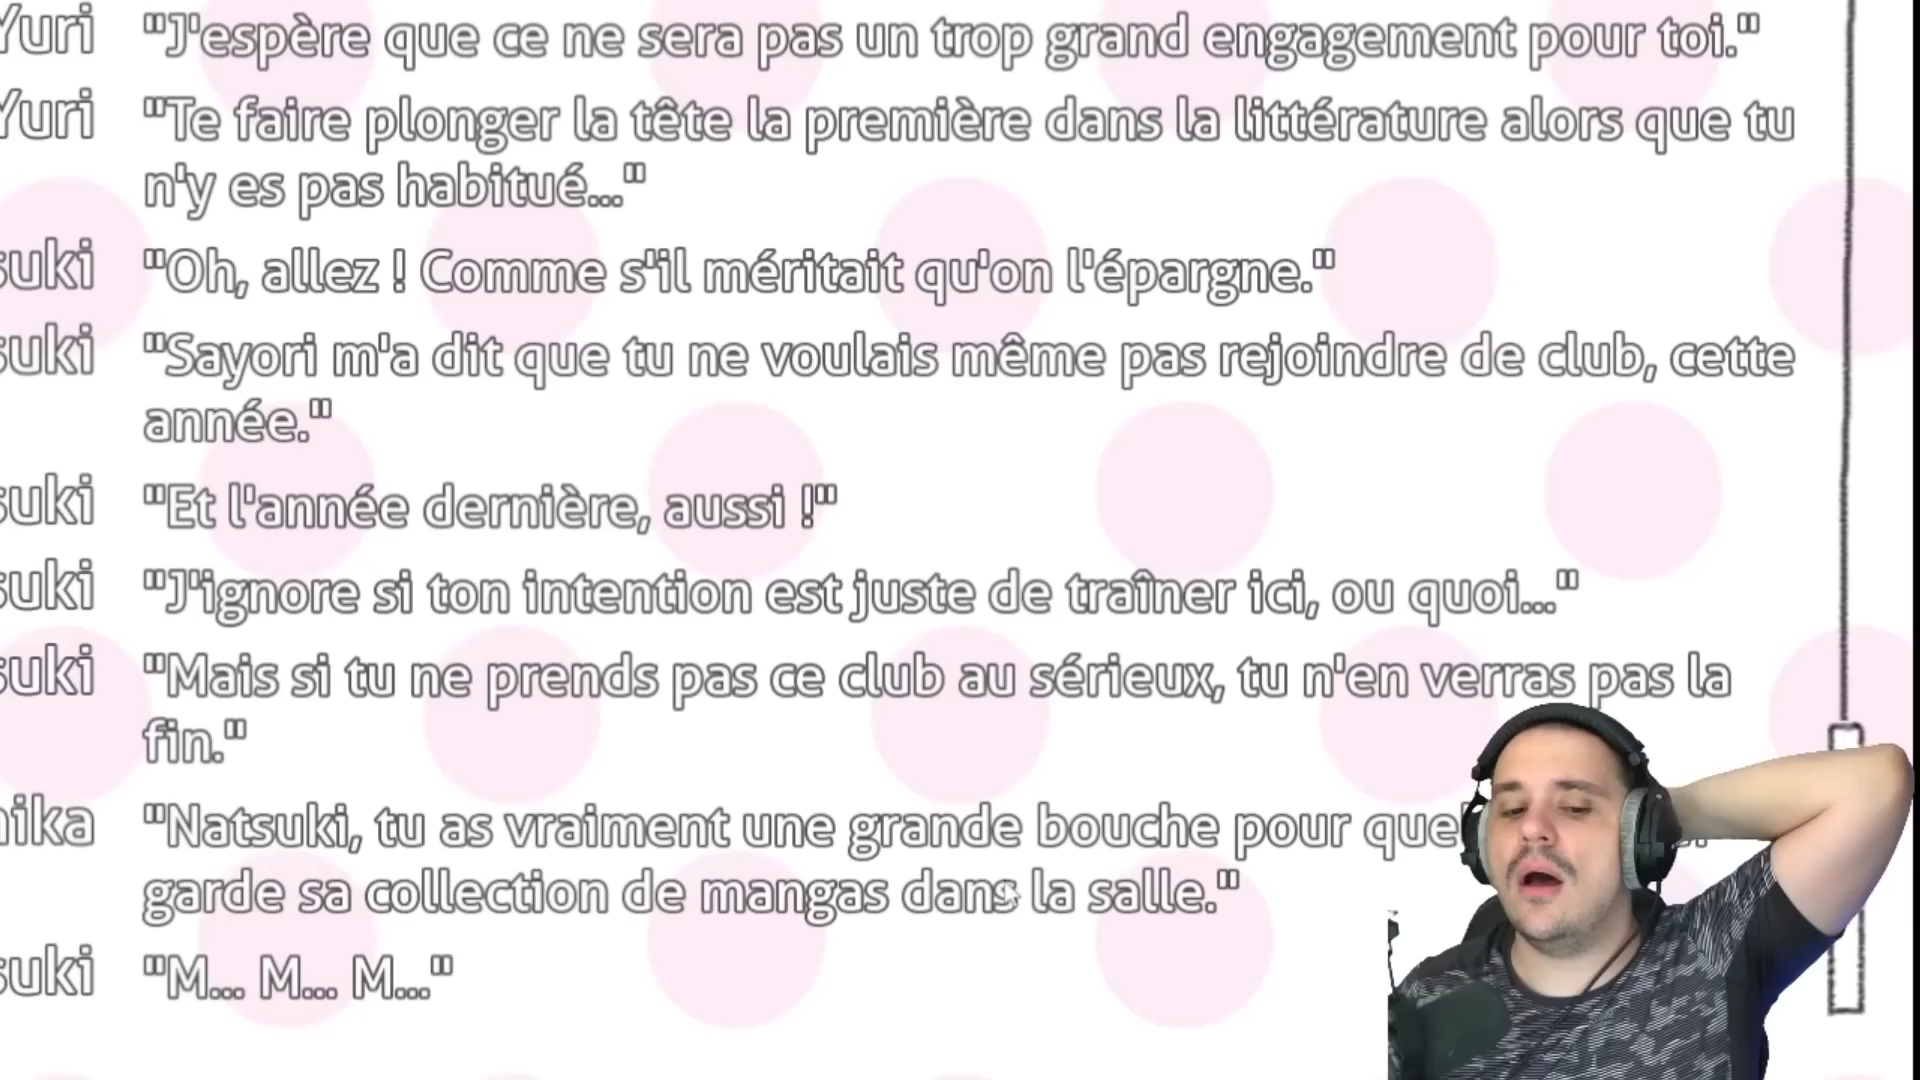 Yuri "J'espère que ce ne sera pas un trop grand engagement pour toi."
Yuri "Te faire plonger la tête la première dans la littérature alors que tu
n'y es pas habitué..."
suki "Oh, allez ! Comme s'il méritait qu'on l'épargne."
suki "Sayori m'a dit que tu ne voulais même pas rejoindre de club, cette
année."
suki "Et l'année dernière, aussi !"
suki "J'ignore si ton intention est juste de traîner ici, ou quoi..."
suki "Mais si tu ne prends pas ce club au sérieux, tu n'en verras pas la
fin."
nika "Natsuki, tu as vraiment une grande bouche pour
garde sa collection de mangas dans la salle."
suki "M... M... M..."